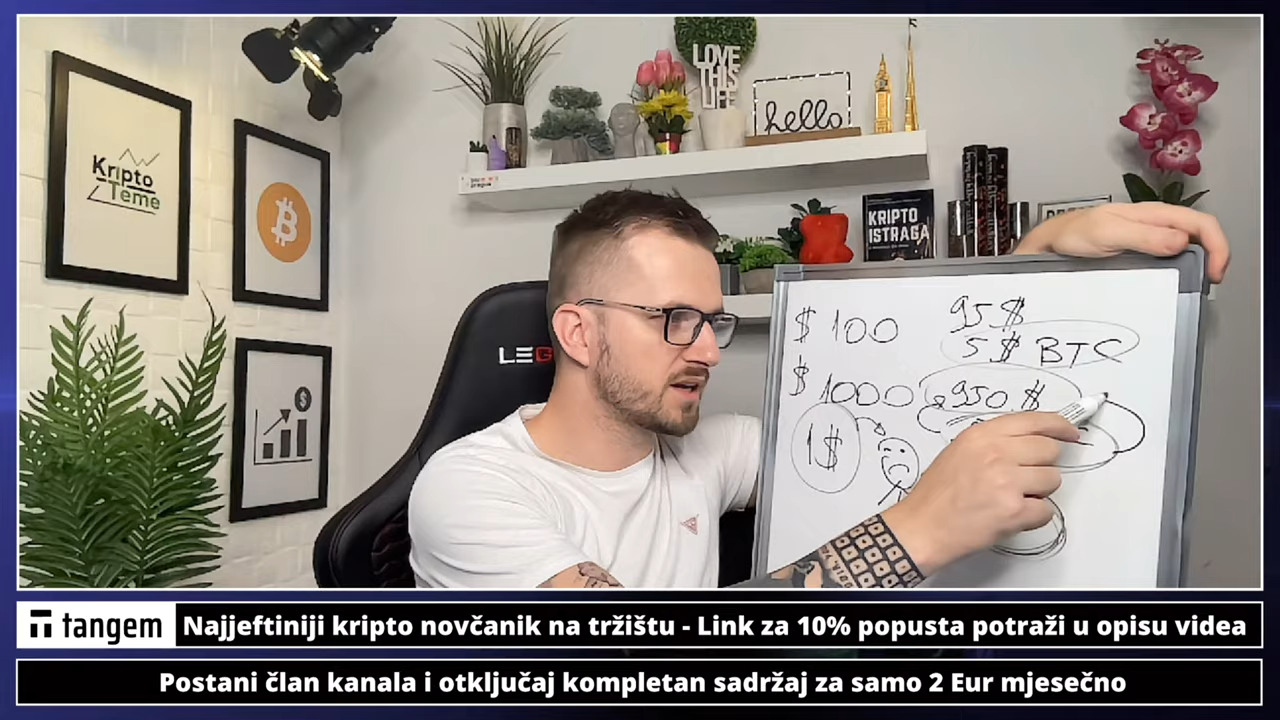 Kripto
Teme
LOVE
THIS
LIFE
hello
KRIPTO
ISTRAGA
LEG
$ 100
95 $
5 $ BTC
$ 1000
950 $
1$
tangem
Najjeftiniji kripto novčanik na tržištu - Link za 10% popusta potraži u opisu videa
Postani član kanala i otključaj kompletan sadržaj za samo 2 Eur mjesečno